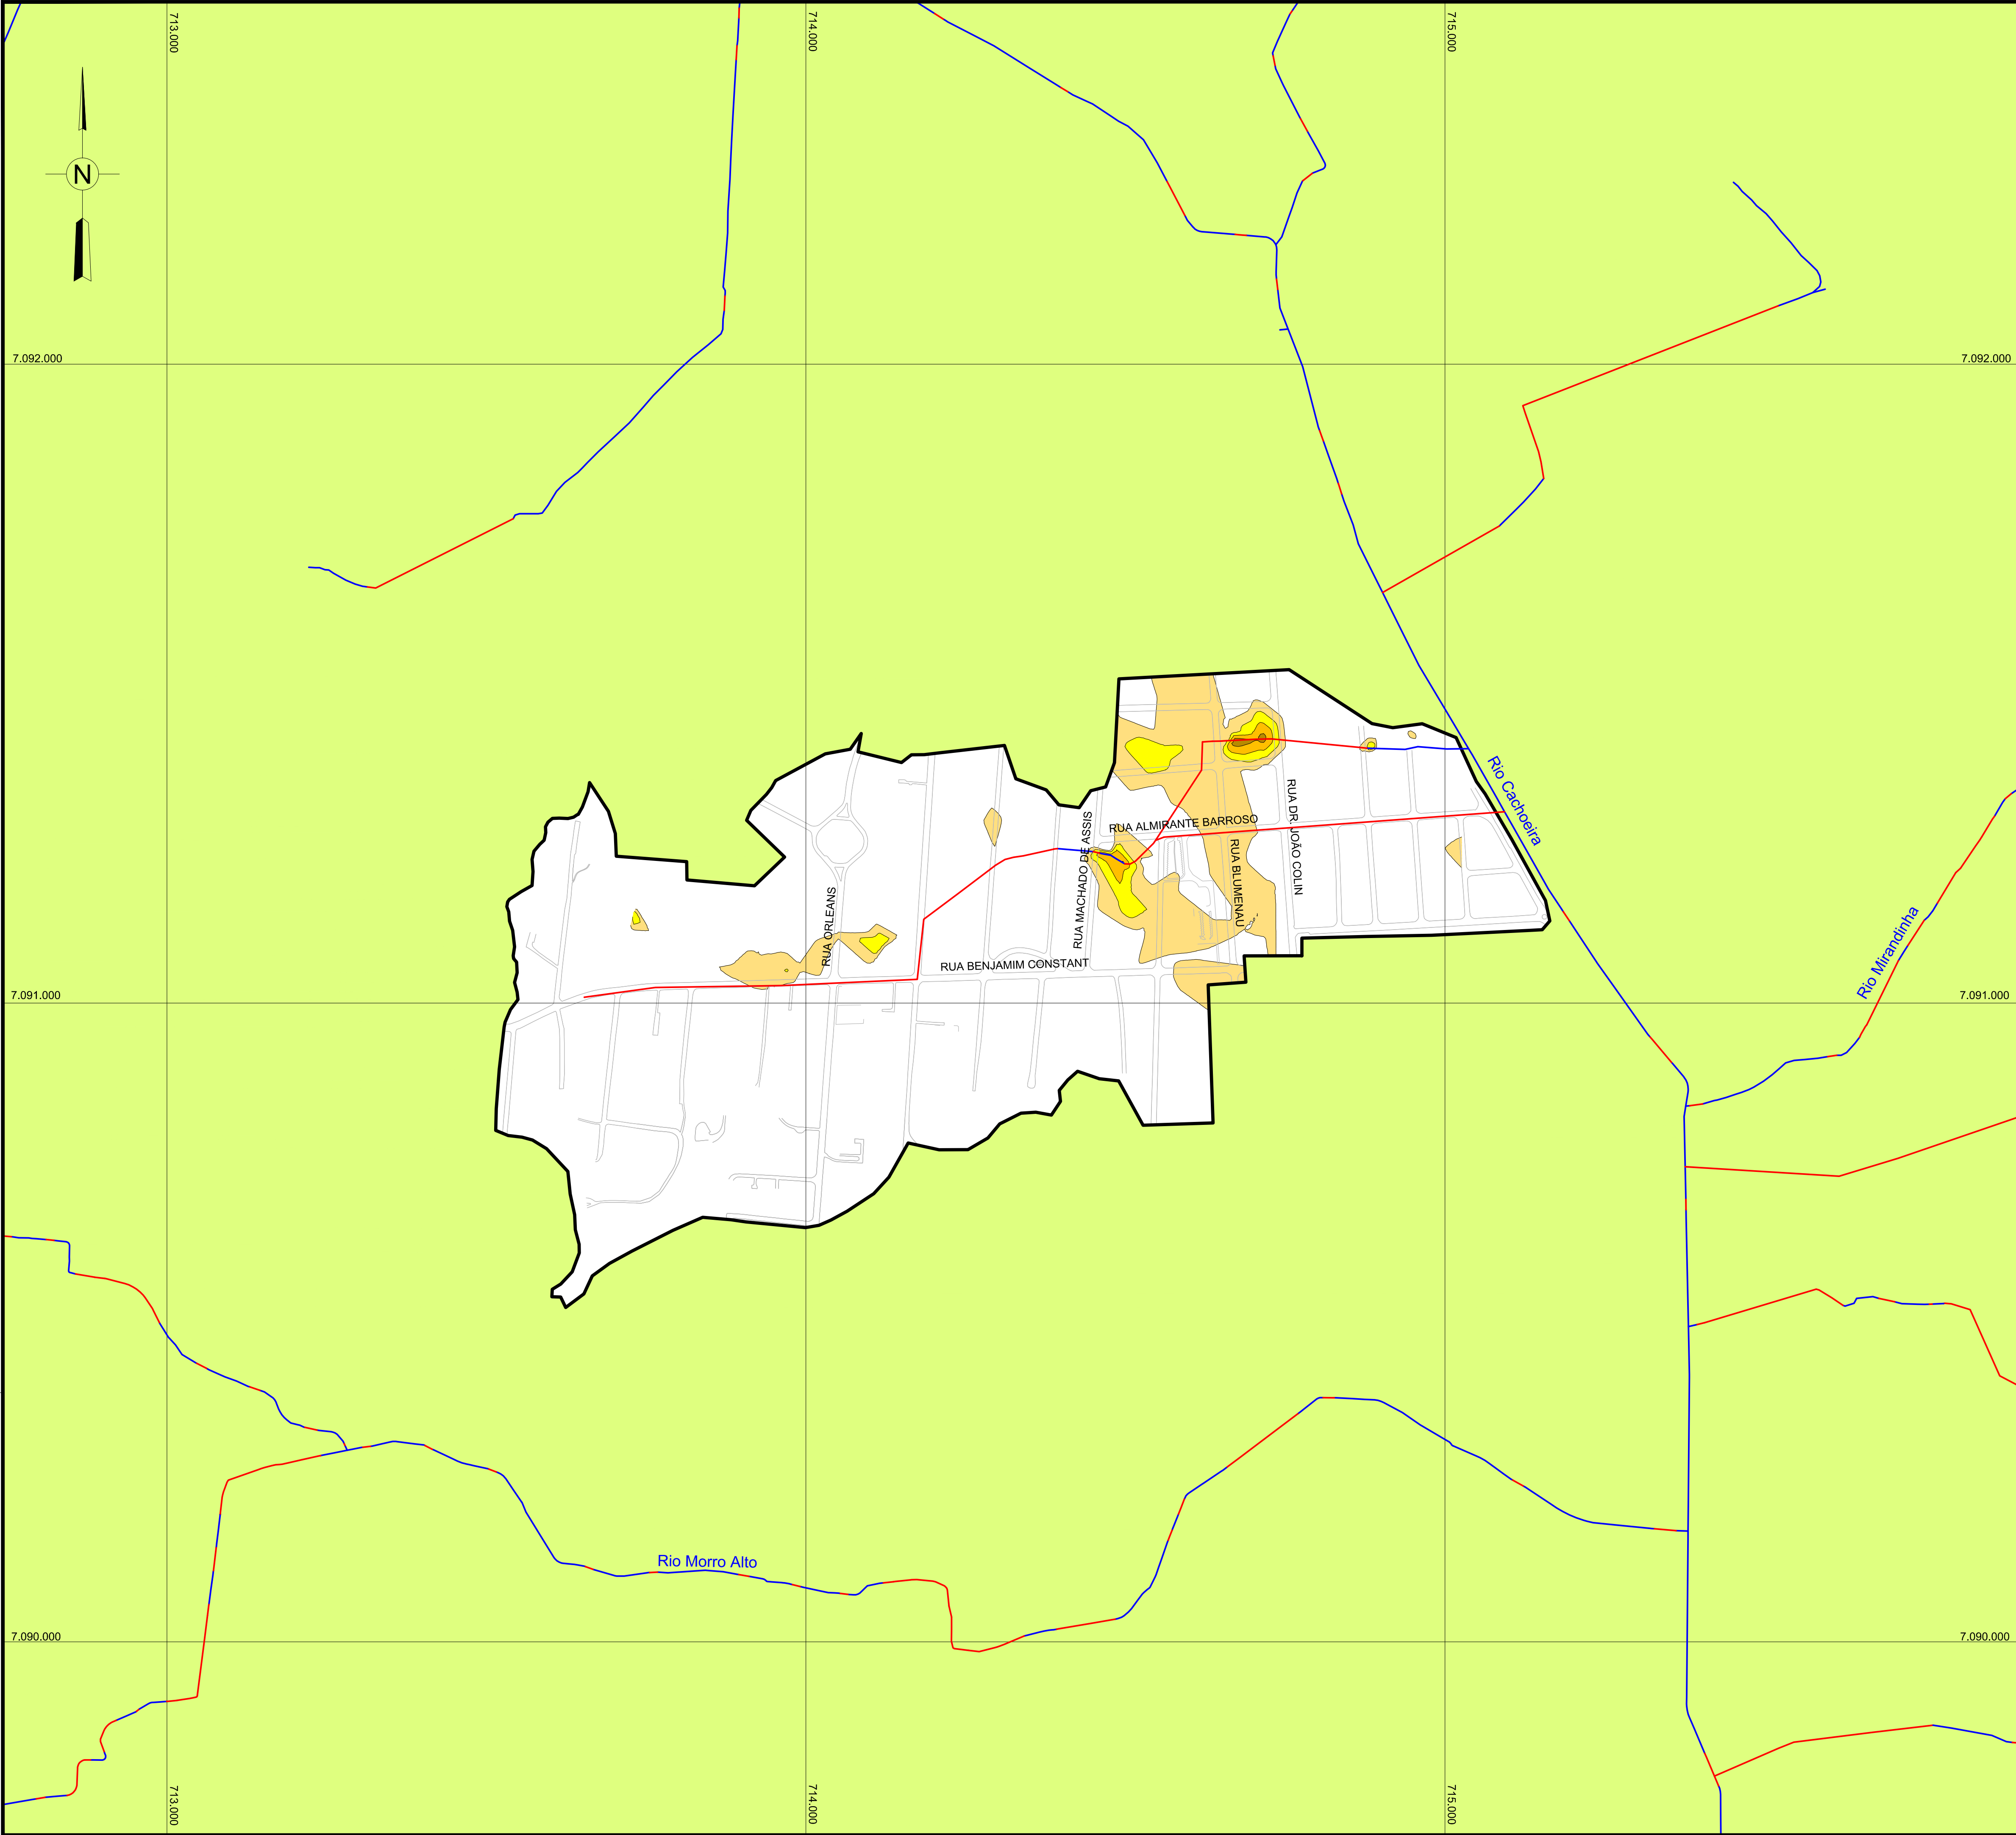 713.000
714.000
715.000
N
7.092.000
7.092.000
Rio Cachoeira
RUA DR. JOÃO COLIN
RUA ALMIRANTE BARROSO
RUA MACHADO DE ASSIS
RUA BLUMENAU
RUA ORLEANS
RUA BENJAMIM CONSTANT
Rio Mirandinha
7.091.000
7.091.000
Rio Morro Alto
7.090.000
7.090.000
713.000
714.000
715.000